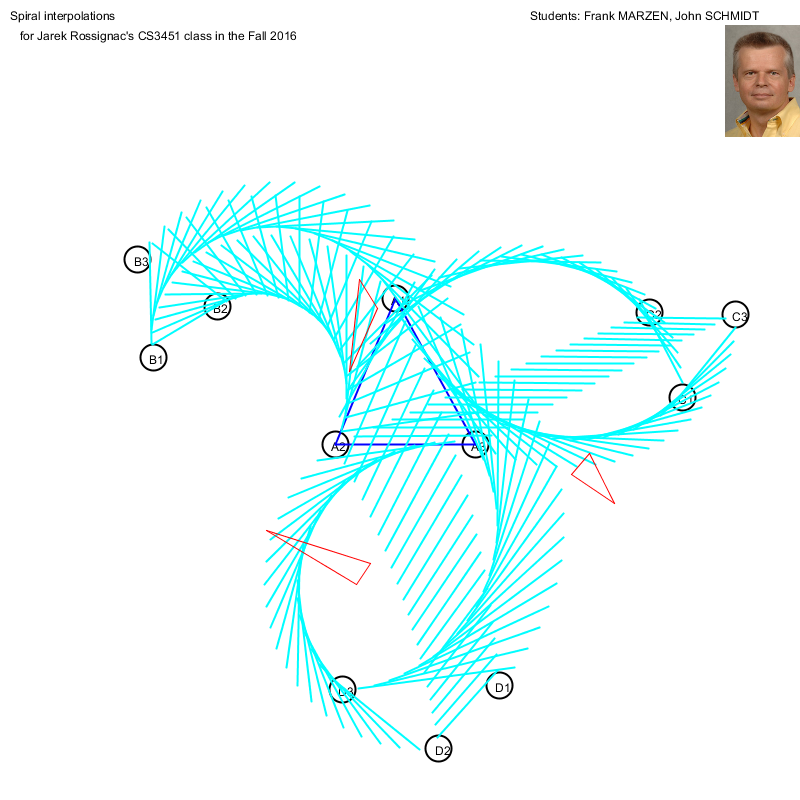 Spiral interpolations
Students: Frank MARZEN, John SCHMIDT
for Jarek Rossignac's CS3451 class in the Fall 2016
B3
B2
C3
B1
A2
D3
D1
D2